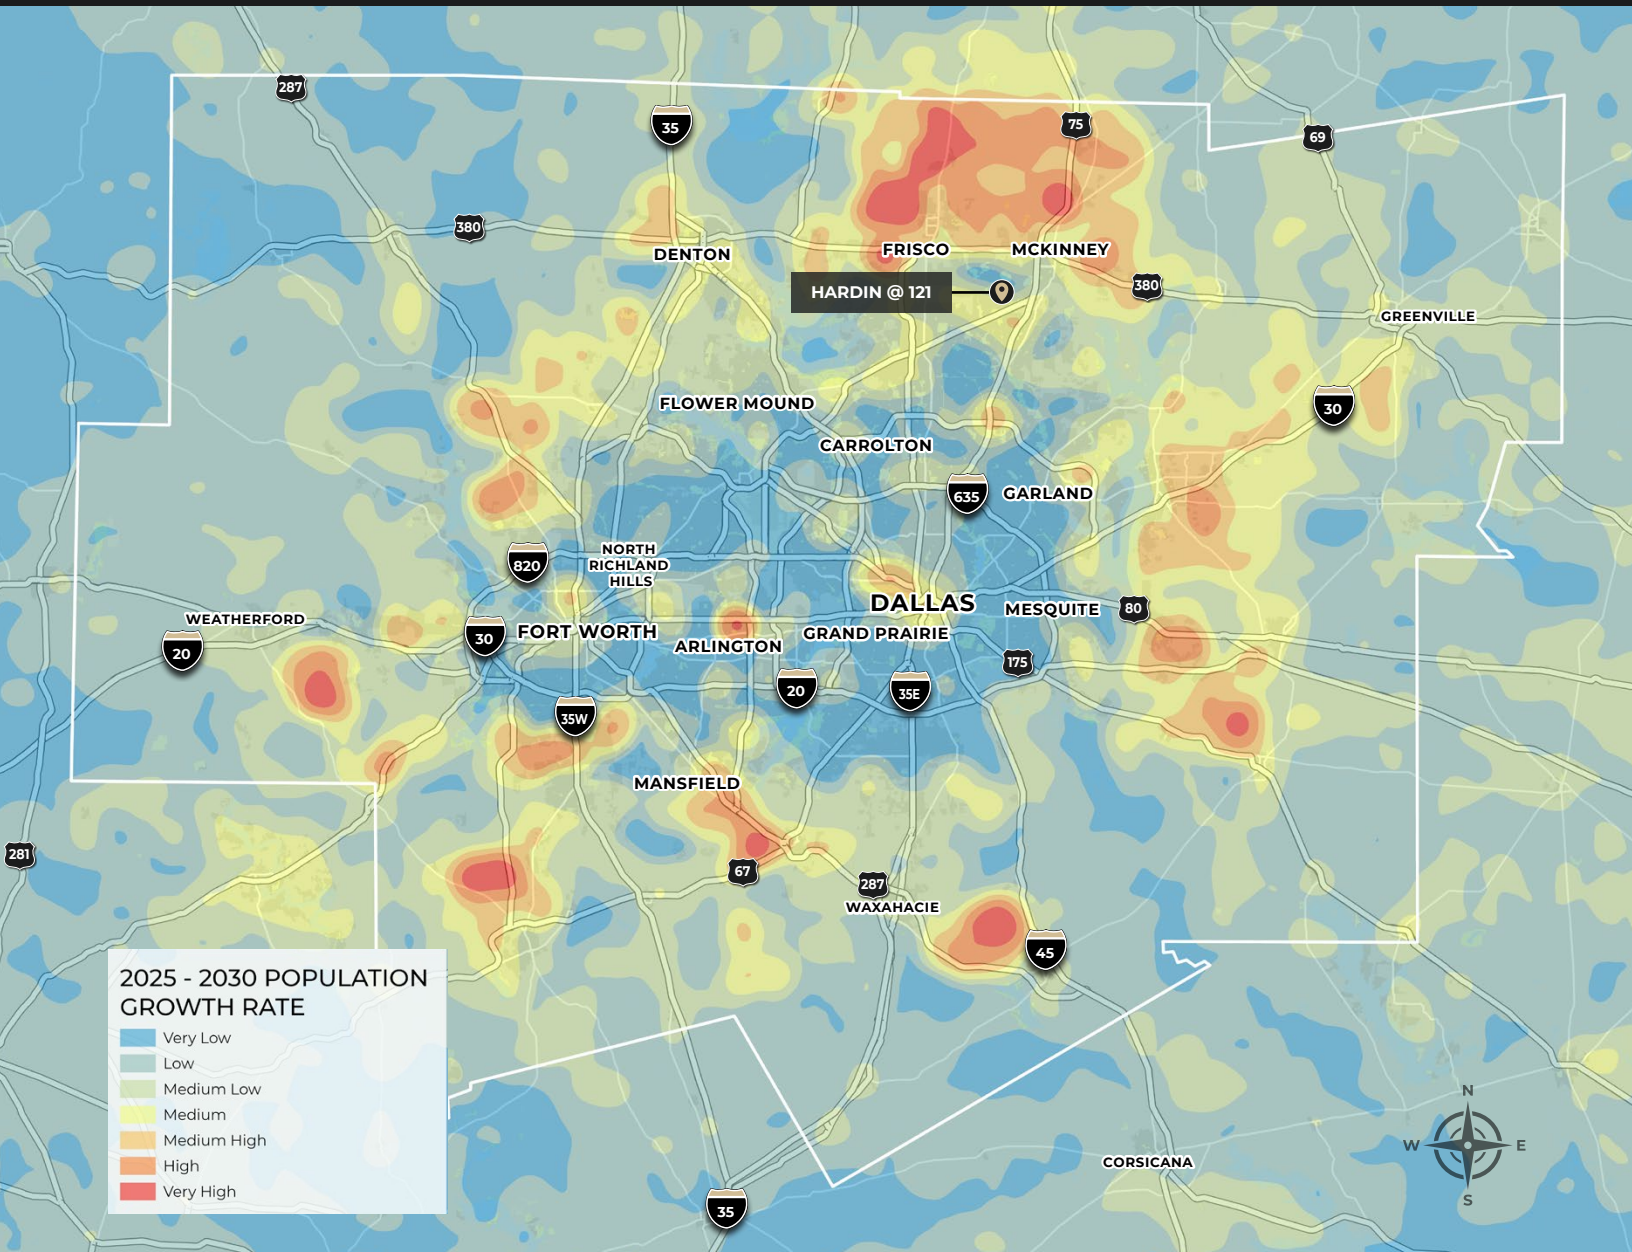 287
35
75
69
380
DENTON
FRISCO
MCKINNEY
HARDIN @ 121
380
GREENVILLE
30
FLOWER MOUND
CARROLTON
635
GARLAND
820
NORTH
RICHLAND
HILLS
DALLAS
MESQUITE
80
WEATHERFORD
20
30
FORT WORTH
ARLINGTON
GRAND PRAIRIE
175
20
35E
35W
MANSFIELD
281
67
287
WAXAHACIE
45
2025 - 2030 POPULATION
GROWTH RATE
Very Low
Low
Medium Low
Medium
Medium High
High
Very High
N
W
E
S
CORSICANA
35